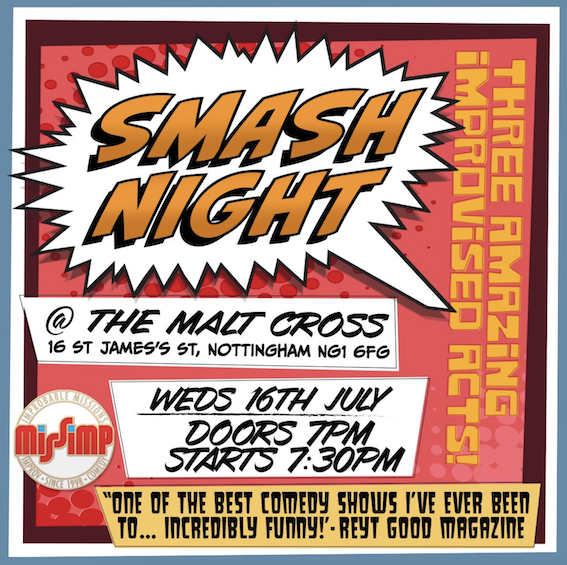 SMASH
NIGHT
THREE AMAZING
IMPROVISED ACTS!
@ THE MALT CROSS
16 ST JAMES'S ST, NOTTINGHAM NG1 6FG
WEDS 16TH JULY
DOORS 7PM
STARTS 7:30PM
IMPROBABLE MISSIONS
MissImp
IMPROV • SINCE 1998 • COMEDY
"ONE OF THE BEST COMEDY SHOWS I'VE EVER BEEN
TO... INCREDIBLY FUNNY!'-REYT GOOD MAGAZINE